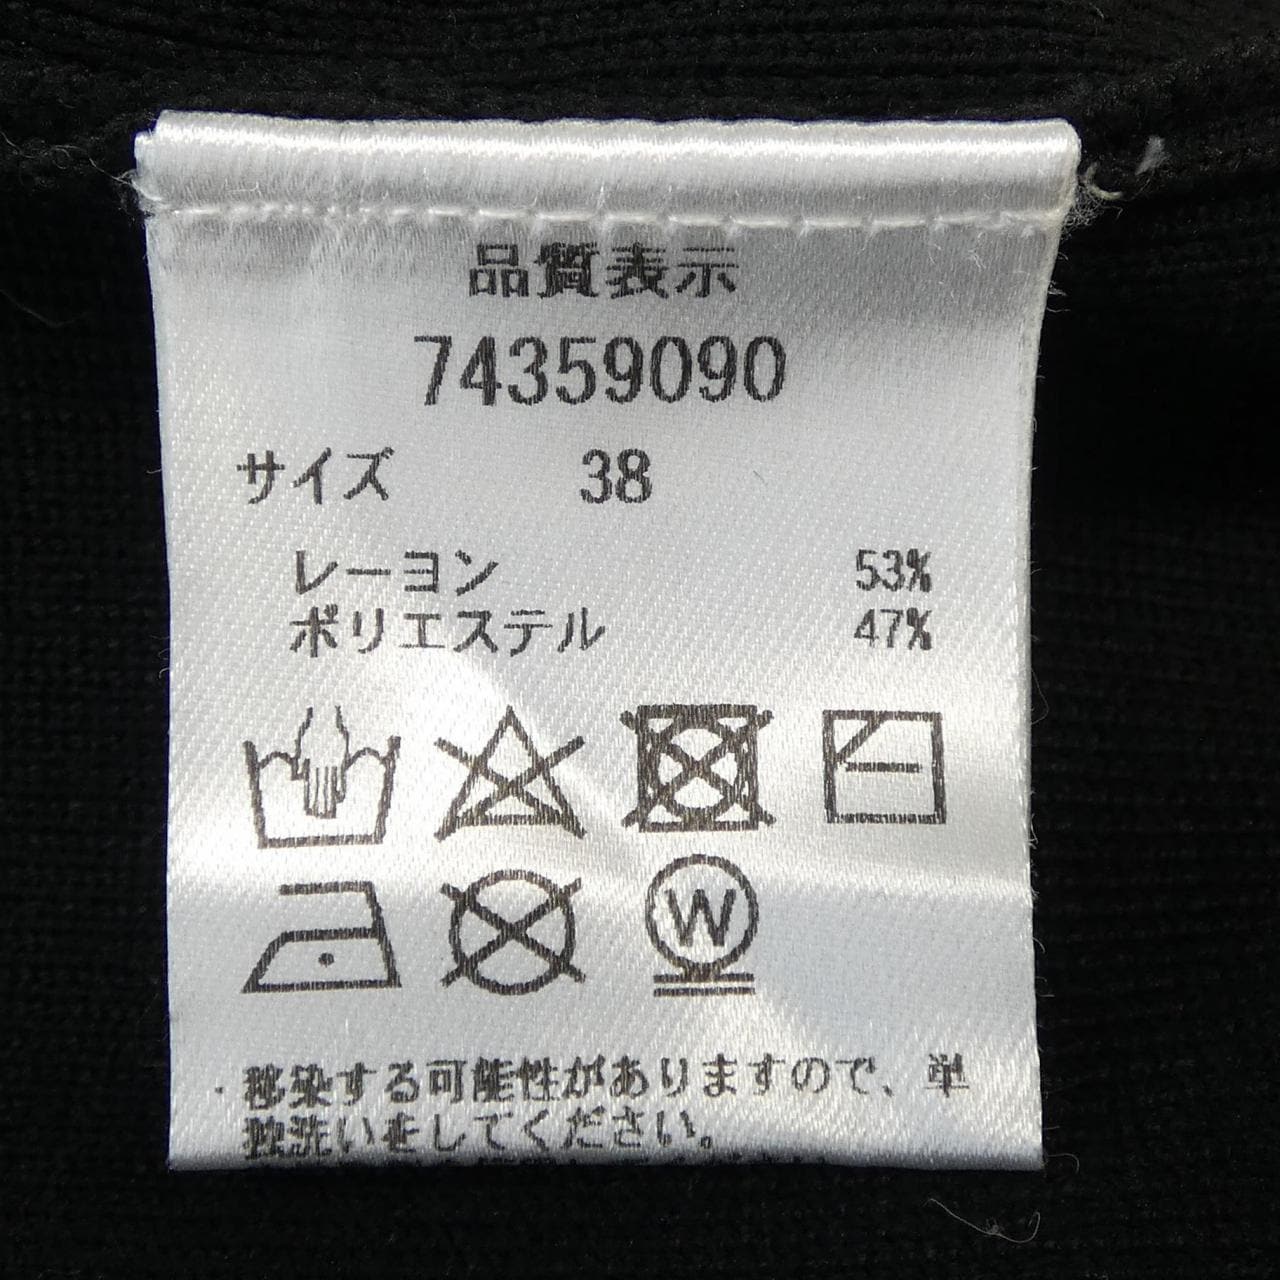 品質表示
74359090
サイズ 38
レーヨン 53%
ポリエステル 47%
W
・移染する可能性がありますので、単
独洗いをしてください。